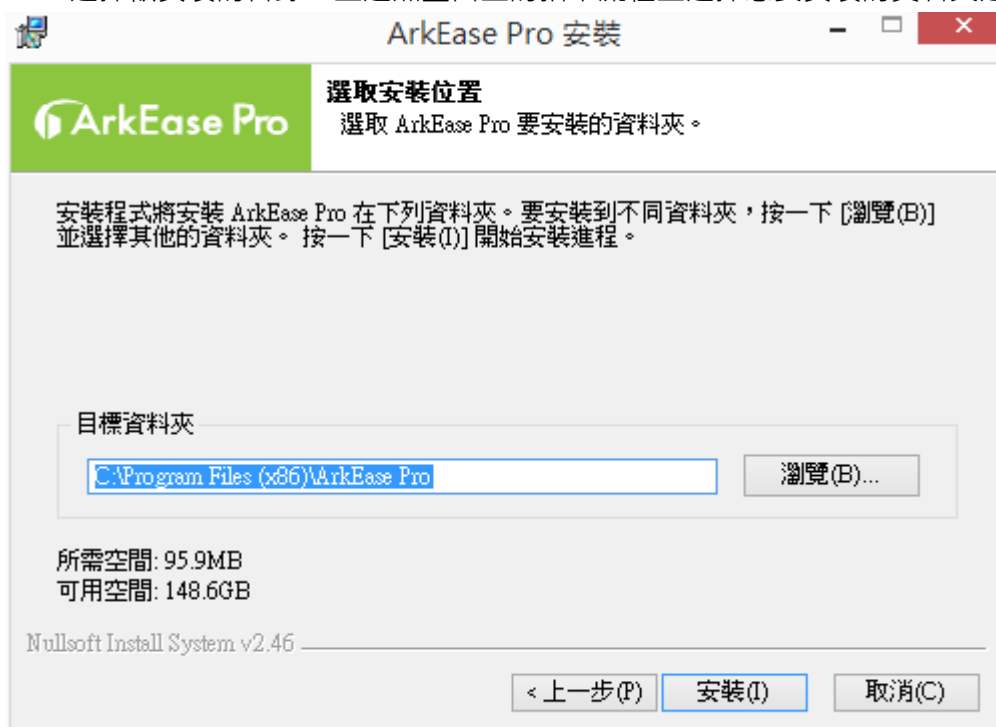 ArkEase Pro 安裝
ArkEase Pro
選取安裝位置
選取 ArkEase Pro 要安裝的資料夾。
安裝程式將安裝 ArkEase Pro 在下列資料夾。要安裝到不同資料夾，按一下 [瀏覽(B)]
並選擇其他的資料夾。 按一下 [安裝(I)] 開始安裝進程。
目標資料夾
C:\Program Files (x86)\ArkEase Pro
瀏覽(B)...
所需空間: 95.9MB
可用空間: 148.6GB
Nullsoft Install System v2.46
< 上一步(P)
安裝(I)
取消(C)